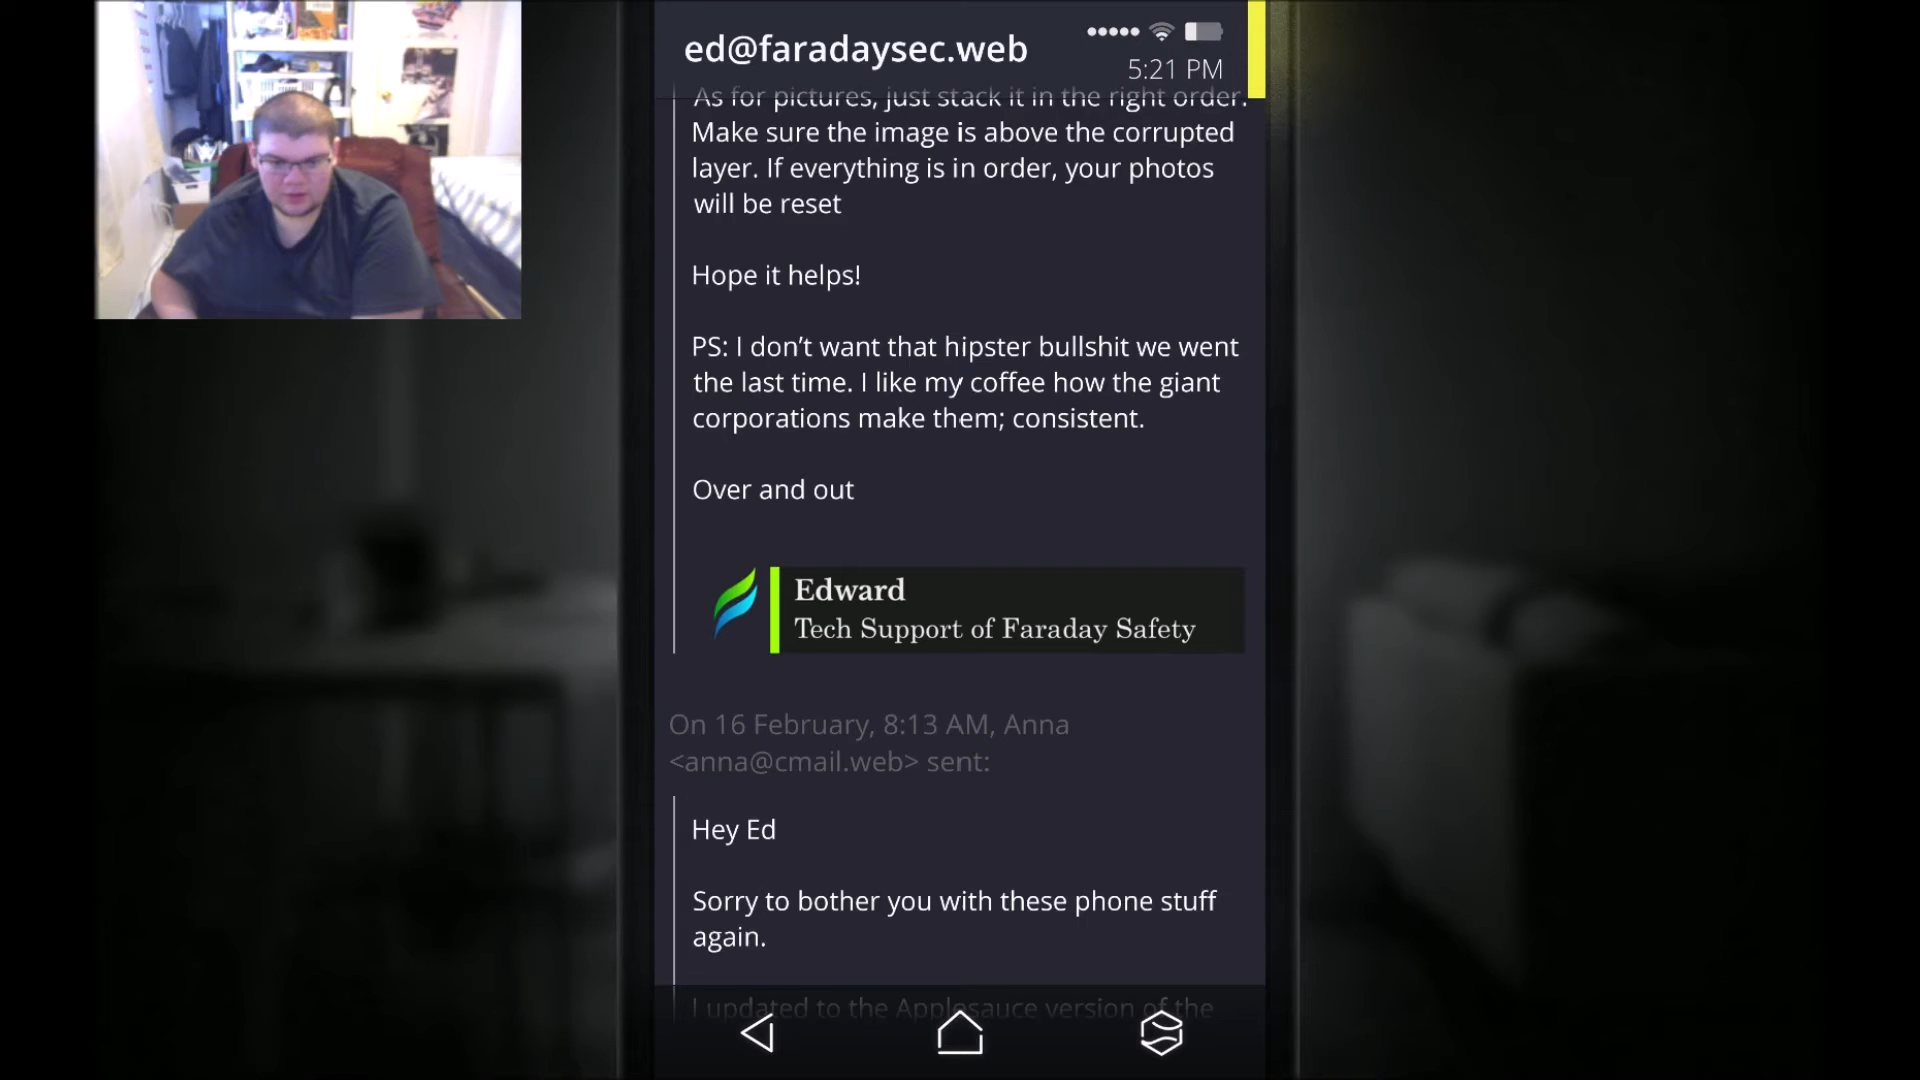 ed@faradaysec.web
5:21 PM
As for pictures, just stack it in the right order.
Make sure the image is above the corrupted
layer. If everything is in order, your photos
will be reset
Hope it helps!
PS: I don't want that hipster bullshit we went
the last time. I like my coffee how the giant
corporations make them; consistent.
Over and out
Edward
Tech Support of Faraday Safety
On 16 February, 8:13 AM, Anna
<anna@cmail.web> sent:
Hey Ed
Sorry to bother you with these phone stuff
again.
I updated to the Applesauce version of the